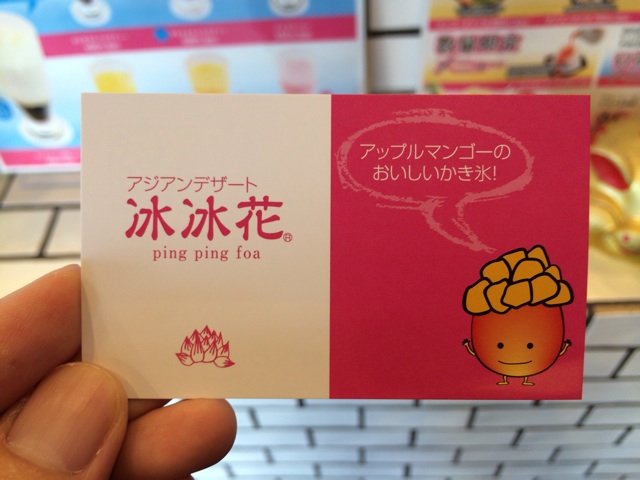 アジアンデザート
冰冰花®
ping ping foa
アップルマンゴーの
おいしいかき氷!